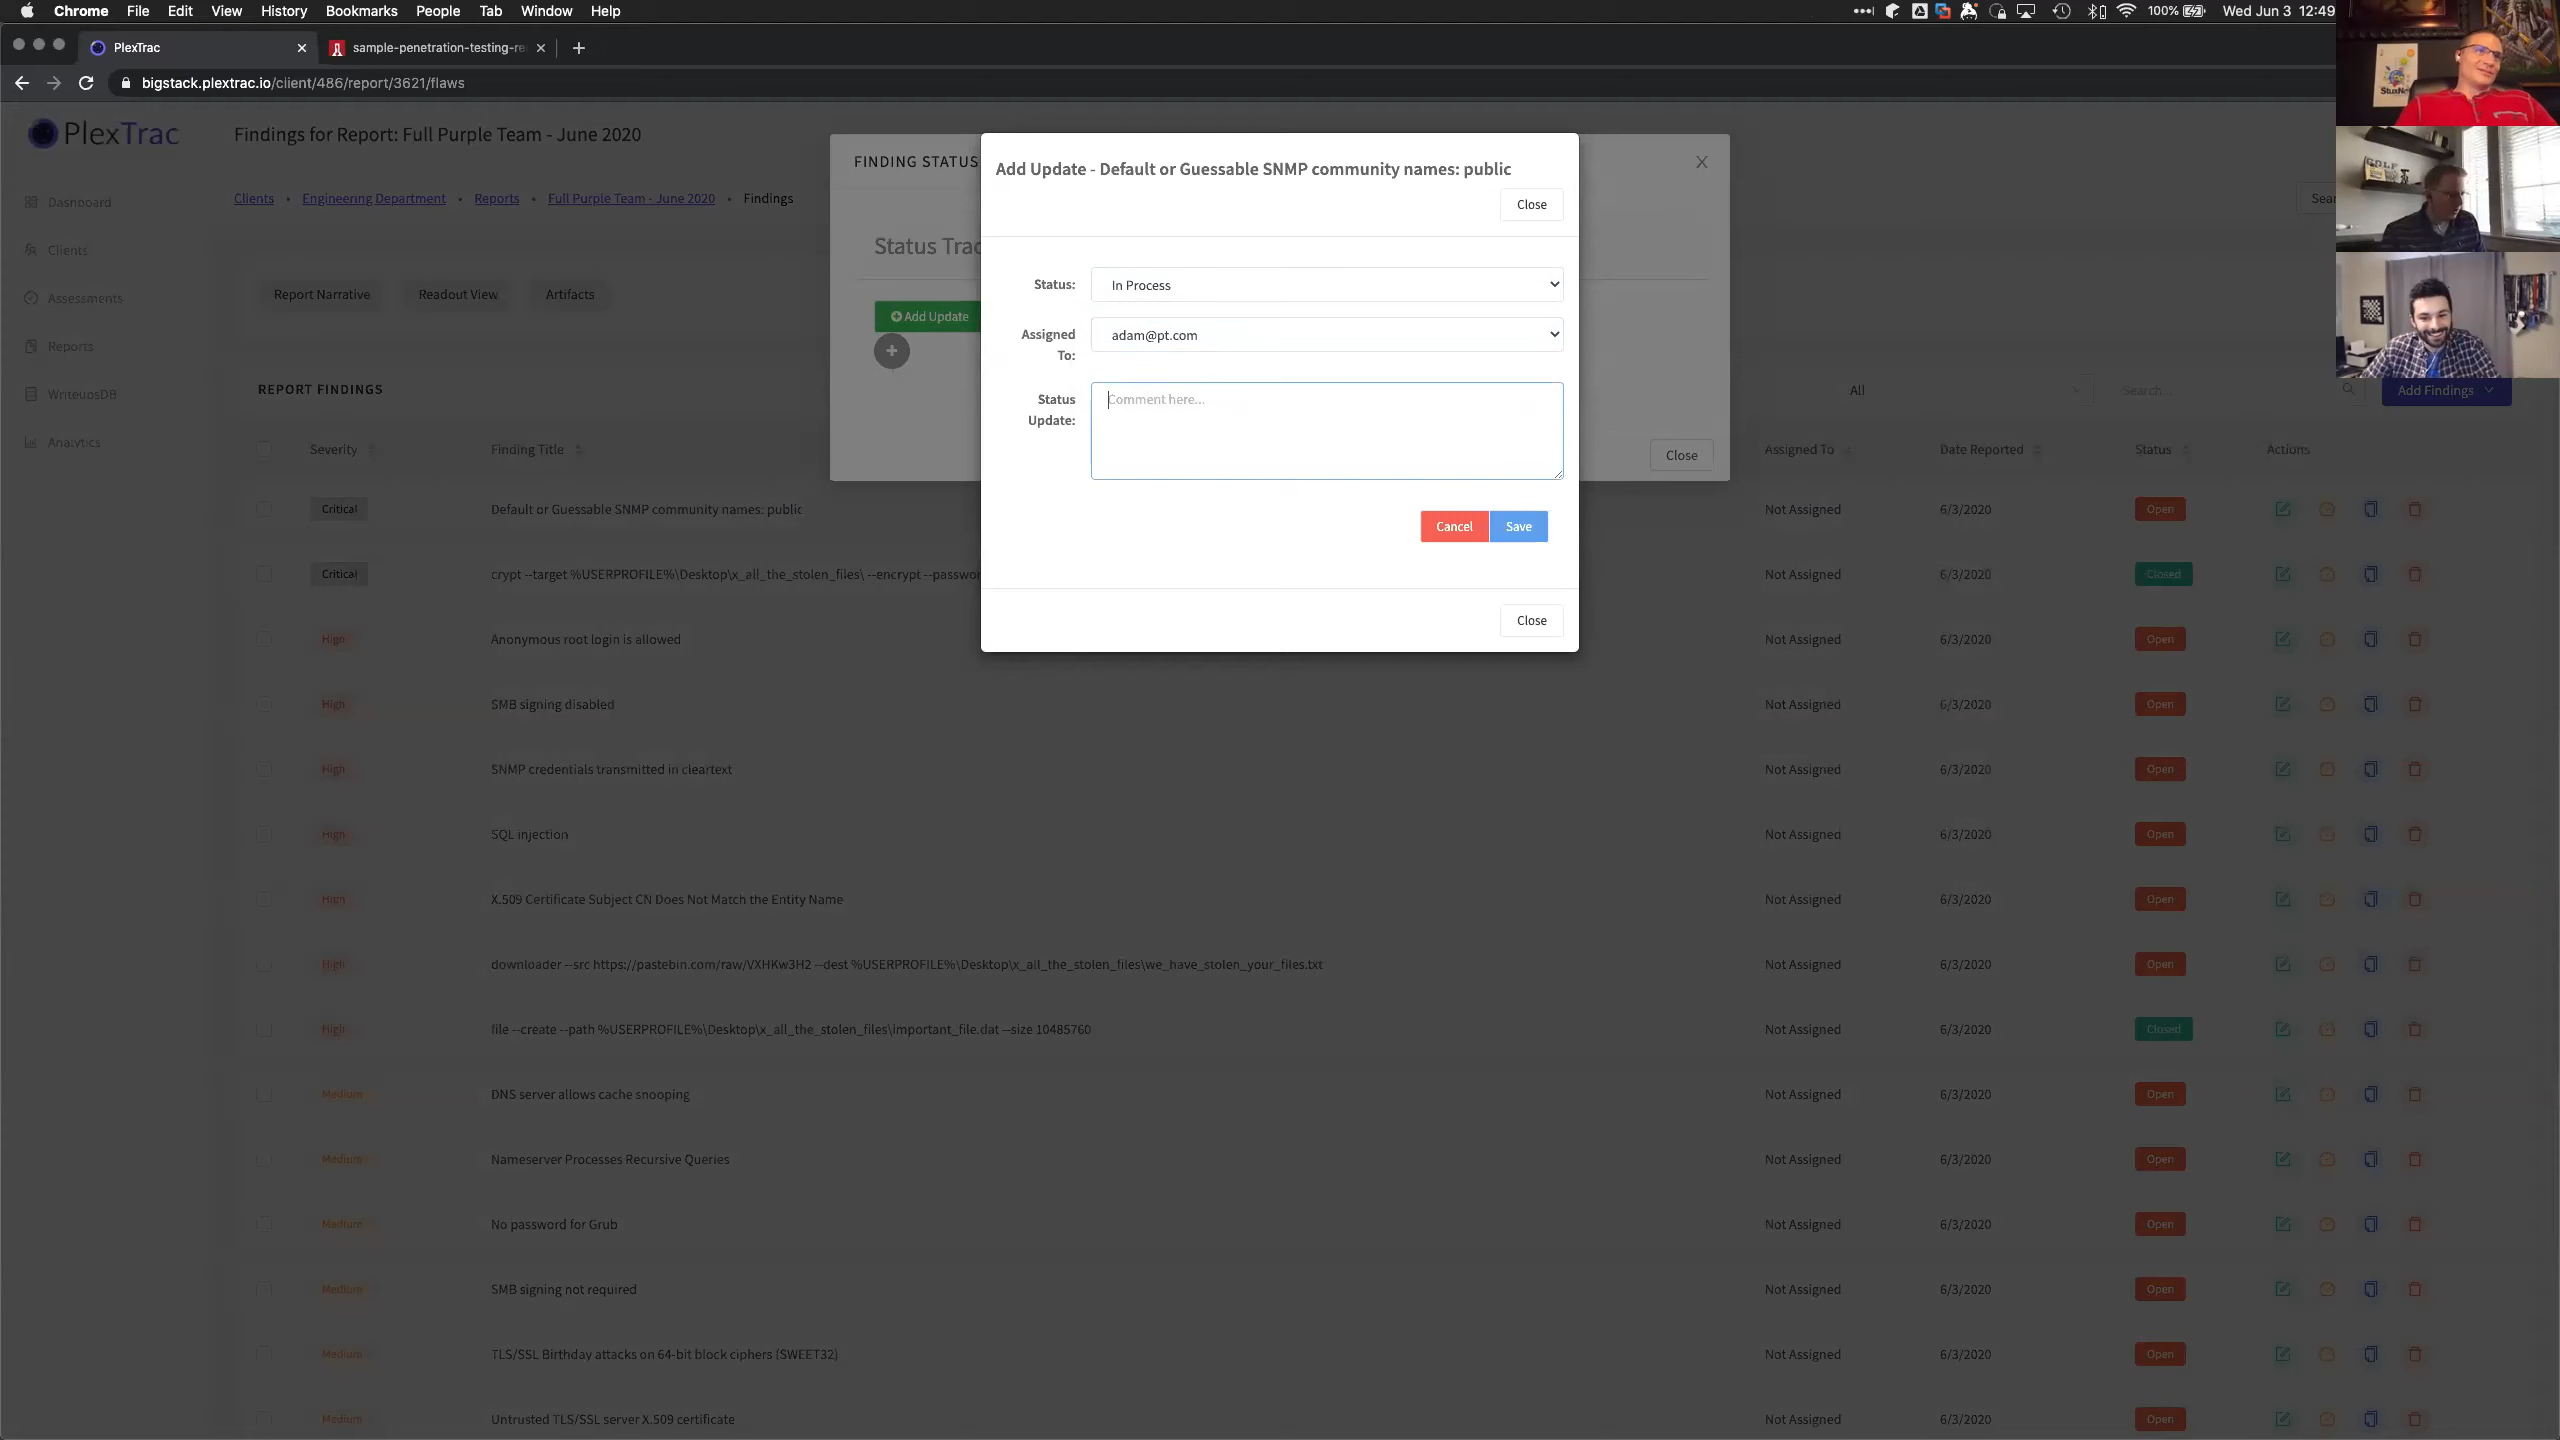 Chrome File Edit View History Bookmarks People Tab Window Help
100% Wed Jun 3 12:49
PlexTrac
sample-penetration-testing-re
bigstack.plextrac.io/client/486/report/3621/flaws
PlexTrac
Findings for Report: Full Purple Team - June 2020
Clients • Engineering Department • Reports • Full Purple Team - June 2020 • Findings
Dashboard
Clients
Assessments
Reports
WriteupsDB
Analytics
Report Narrative Readout View Artifacts
FINDING STATUS
Status Trac
Add Update
Close
Add Update - Default or Guessable SNMP community names: public
Close
Status: In Process
Assigned To: adam@pt.com
Status Update: Comment here...
Cancel Save
Close
REPORT FINDINGS
All Search... Add Findings
Severity Finding Title Assigned To Date Reported Status Actions
Critical Default or Guessable SNMP community names: public Not Assigned 6/3/2020 Open
Critical crypt --target %USERPROFILE%\Desktop\x_all_the_stolen_files\ --encrypt --passwor Not Assigned 6/3/2020 Closed
High Anonymous root login is allowed Not Assigned 6/3/2020 Open
High SMB signing disabled Not Assigned 6/3/2020 Open
High SNMP credentials transmitted in cleartext Not Assigned 6/3/2020 Open
High SQL injection Not Assigned 6/3/2020 Open
High X.509 Certificate Subject CN Does Not Match the Entity Name Not Assigned 6/3/2020 Open
High downloader --src https://pastebin.com/raw/VXHKw3H2 --dest %USERPROFILE%\Desktop\x_all_the_stolen_files\we_have_stolen_your_files.txt Not Assigned 6/3/2020 Open
High file --create --path %USERPROFILE%\Desktop\x_all_the_stolen_files\important_file.dat --size 10485760 Not Assigned 6/3/2020 Closed
Medium DNS server allows cache snooping Not Assigned 6/3/2020 Open
Medium Nameserver Processes Recursive Queries Not Assigned 6/3/2020 Open
Medium No password for Grub Not Assigned 6/3/2020 Open
Medium SMB signing not required Not Assigned 6/3/2020 Open
Medium TLS/SSL Birthday attacks on 64-bit block ciphers (SWEET32) Not Assigned 6/3/2020 Open
Medium Untrusted TLS/SSL server X.509 certificate Not Assigned 6/3/2020 Open